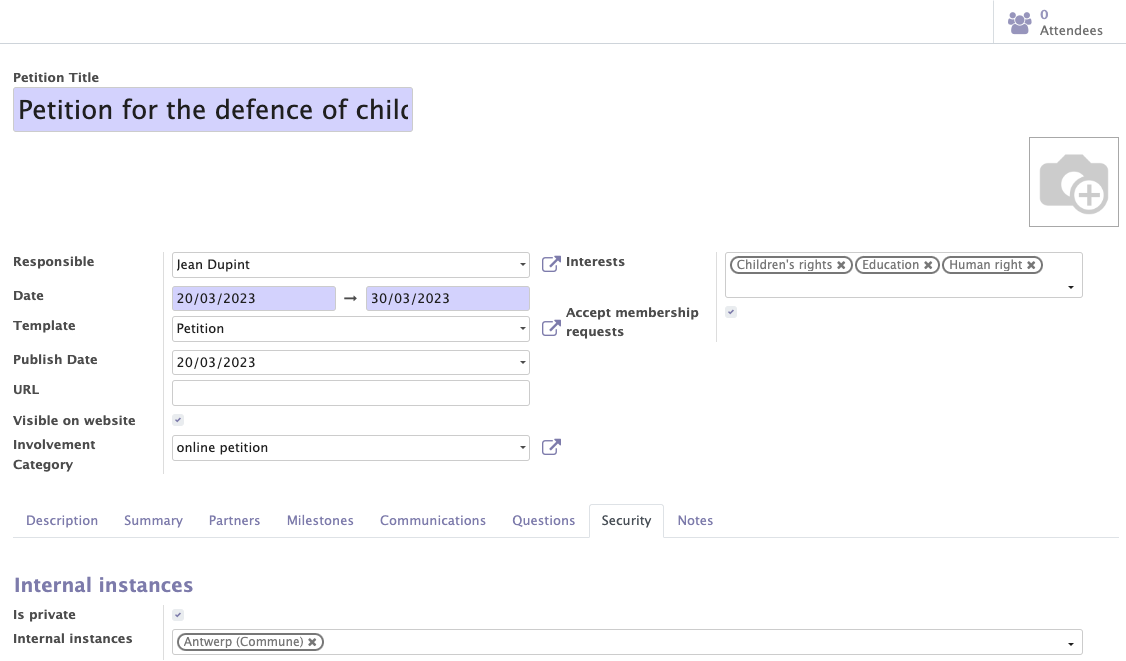 0
Attendees
Petition Title
Petition for the defence of chil
Responsible
Jean Dupint
Interests
Children's rights ✖ Education ✖ Human right ✖
Date
20/03/2023 → 30/03/2023
Accept membership
requests
Template
Petition
Publish Date
20/03/2023
URL
Visible on website
Involvement
Category
online petition
Description Summary Partners Milestones Communications Questions Security Notes
Internal instances
Is private
Internal instances
Antwerp (Commune) ✖